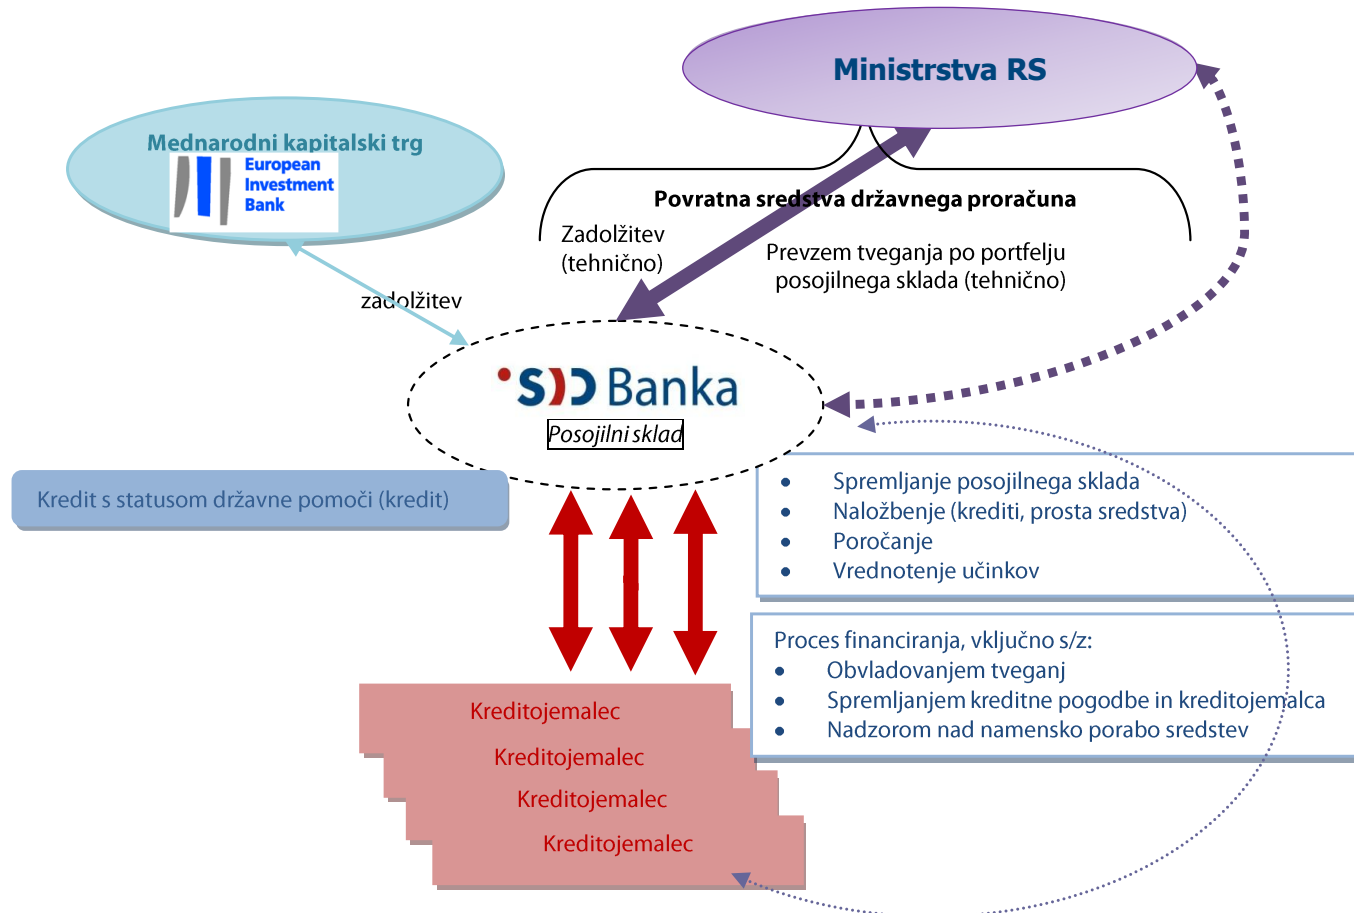 Ministrstva RS
Mednarodni kapitalski trg
European
Investment
Bank
Povratna sredstva državnega proračuna
Zadolžitev
(tehnično)
Prevzem tveganja po portfelju
posojilnega sklada (tehnično)
zadolžitev
SID Banka
Posojilni sklad
Kredit s statusom državne pomoči (kredit)
• Spremljanje posojilnega sklada
• Naložbenje (krediti, prosta sredstva)
• Poročanje
• Vrednotenje učinkov
Proces financiranja, vključno s/z:
• Obvladovanjem tveganj
• Spremljanjem kreditne pogodbe in kreditojemalca
• Nadzorom nad namensko porabo sredstev
Kreditojemalec
Kreditojemalec
Kreditojemalec
Kreditojemalec